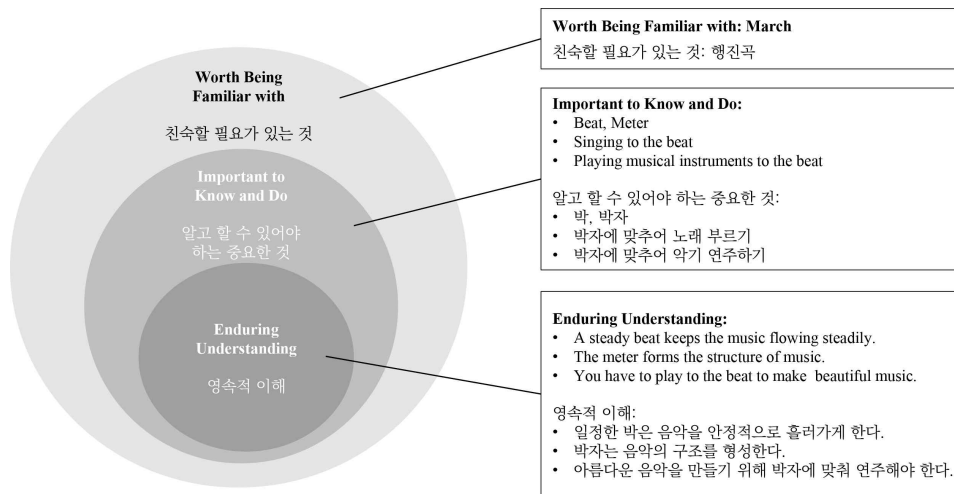 Worth Being
Familiar with
친숙할 필요가 있는 것
Important to
Know and Do
알고 할 수 있어야
하는 중요한 것
Enduring
Understanding
영속적 이해
Worth Being Familiar with: March
친숙할 필요가 있는 것: 행진곡
Important to Know and Do:
• Beat, Meter
• Singing to the beat
• Playing musical instruments to the beat
알고 할 수 있어야 하는 중요한 것:
• 박, 박자
• 박자에 맞추어 노래 부르기
• 박자에 맞추어 악기 연주하기
Enduring Understanding:
• A steady beat keeps the music flowing steadily.
• The meter forms the structure of music.
• You have to play to the beat to make beautiful music.
영속적 이해:
• 일정한 박은 음악을 안정적으로 흘러가게 한다.
• 박자는 음악의 구조를 형성한다.
• 아름다운 음악을 만들기 위해 박자에 맞춰 연주해야 한다.